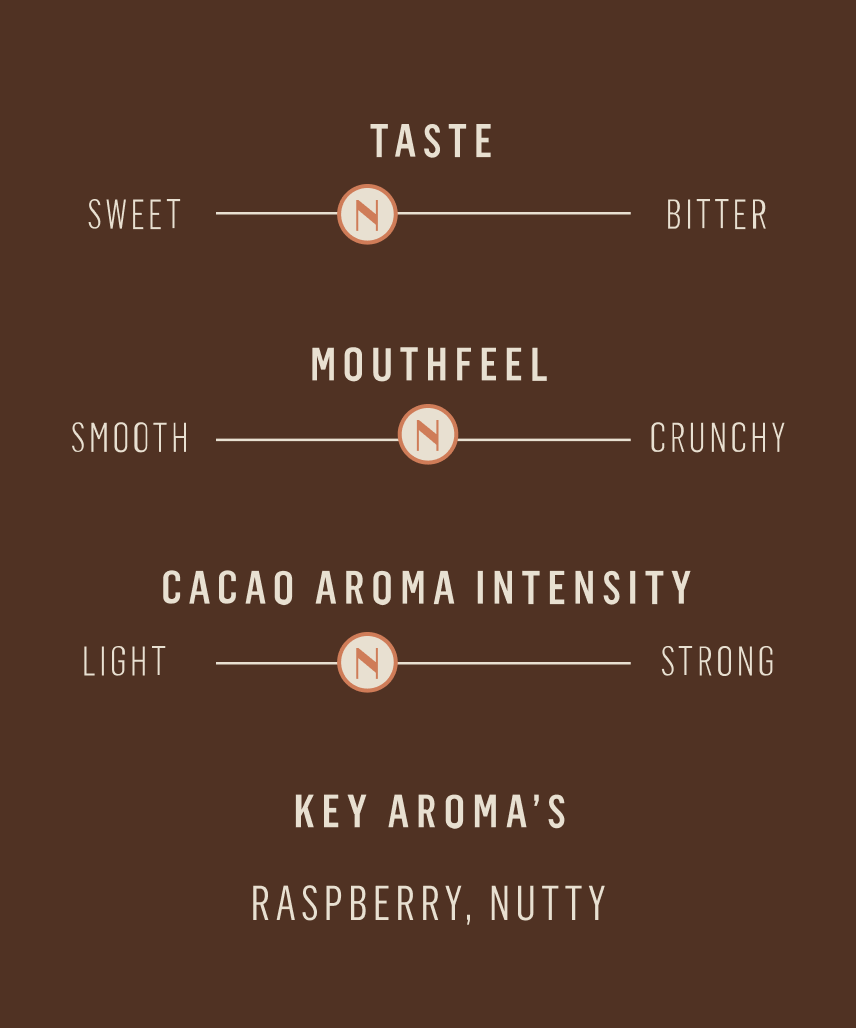 TASTE
SWEET N BITTER
MOUTHFEEL
SMOOTH N CRUNCHY
CACAO AROMA INTENSITY
LIGHT N STRONG
KEY AROMA’S
RASPBERRY, NUTTY